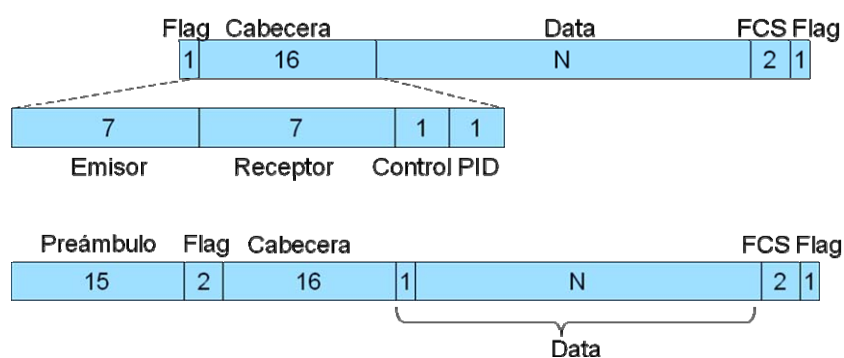 Flag Cabecera Data FCS Flag
1 16 N 2 1
7 7 1 1
Emisor Receptor Control PID
Preámbulo Flag Cabecera FCS Flag
15 2 16 1 N 2 1
Data